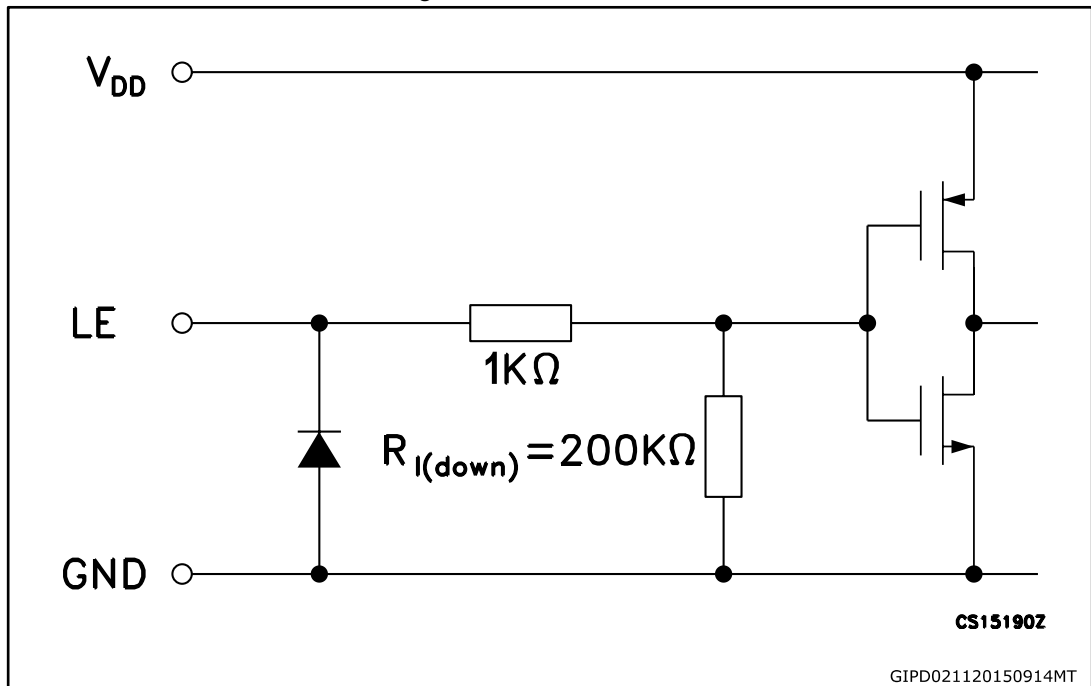 V_DD
LE
1KΩ
R_I(down)=200KΩ
GND
CS15190Z
GIPD021120150914MT